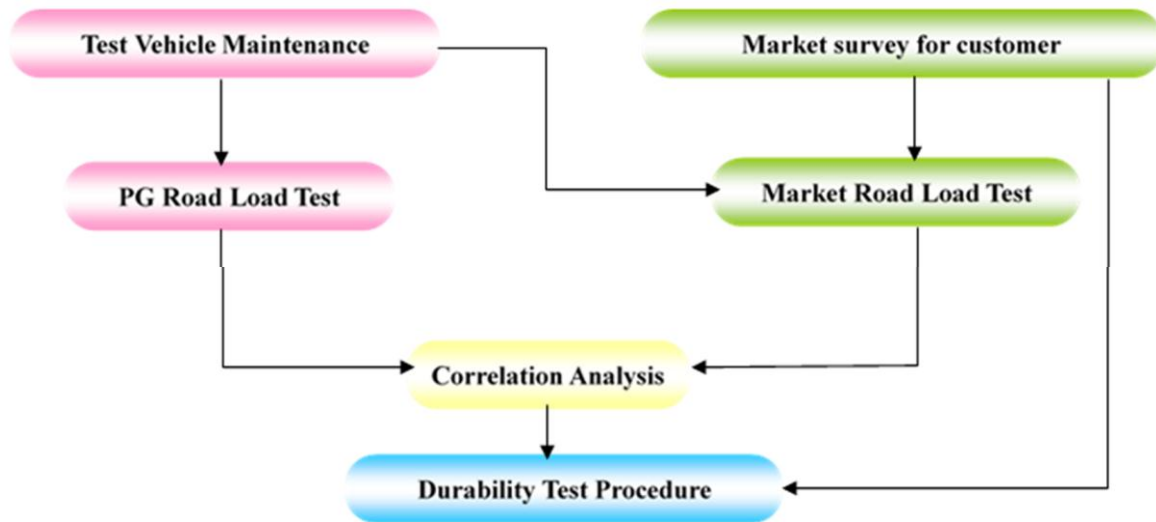 Test Vehicle Maintenance
Market survey for customer
PG Road Load Test
Market Road Load Test
Correlation Analysis
Durability Test Procedure